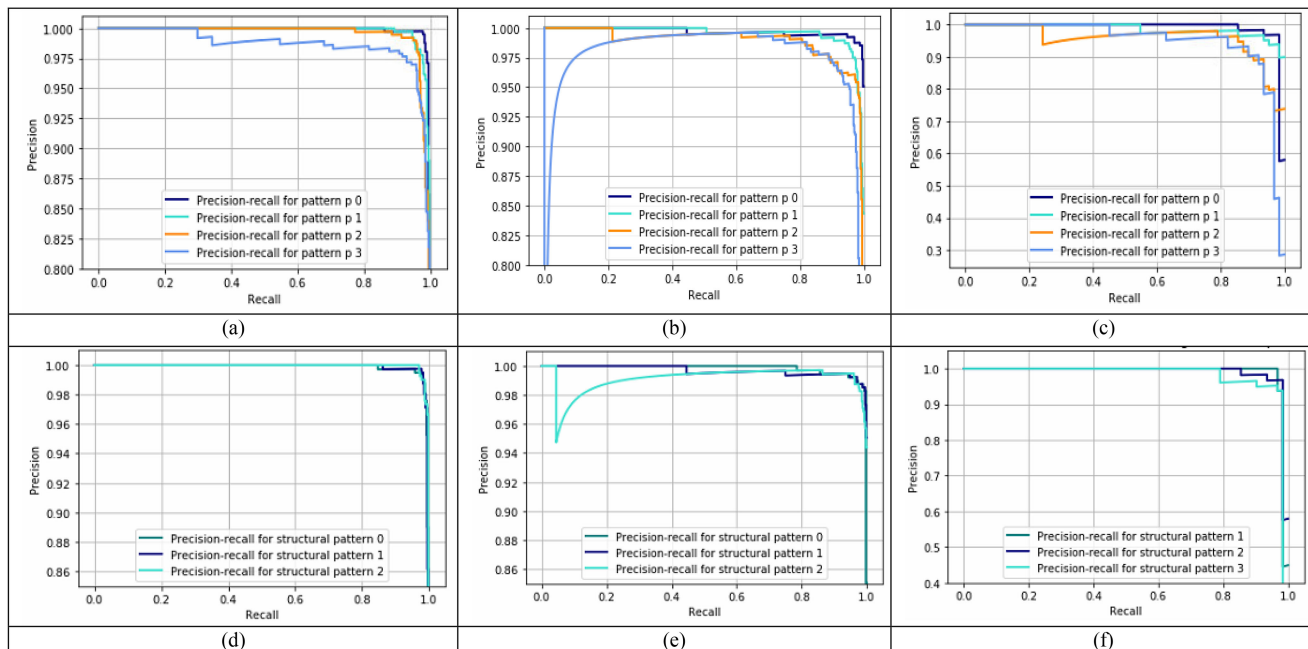 1.000
0.975
0.950
0.925
0.900
0.875
0.850
0.825
0.800
Precision
Precision-recall for pattern p 0
Precision-recall for pattern p 1
Precision-recall for pattern p 2
Precision-recall for pattern p 3
0.0 0.2 0.4 0.6 0.8 1.0
Recall
(a)
1.000
0.975
0.950
0.925
0.900
0.875
0.850
0.825
0.800
Precision
Precision-recall for pattern p 0
Precision-recall for pattern p 1
Precision-recall for pattern p 2
Precision-recall for pattern p 3
0.0 0.2 0.4 0.6 0.8 1.0
Recall
(b)
1.0
0.9
0.8
0.7
0.6
0.5
0.4
0.3
Precision
Precision-recall for pattern p 0
Precision-recall for pattern p 1
Precision-recall for pattern p 2
Precision-recall for pattern p 3
0.0 0.2 0.4 0.6 0.8 1.0
Recall
(c)
1.00
0.98
0.96
0.94
0.92
0.90
0.88
0.86
Precision
Precision-recall for structural pattern 0
Precision-recall for structural pattern 1
Precision-recall for structural pattern 2
0.0 0.2 0.4 0.6 0.8 1.0
Recall
(d)
1.00
0.98
0.96
0.94
0.92
0.90
0.88
0.86
Precision
Precision-recall for structural pattern 0
Precision-recall for structural pattern 1
Precision-recall for structural pattern 2
0.0 0.2 0.4 0.6 0.8 1.0
Recall
(e)
1.0
0.9
0.8
0.7
0.6
0.5
0.4
Precision
Precision-recall for structural pattern 1
Precision-recall for structural pattern 2
Precision-recall for structural pattern 3
0.0 0.2 0.4 0.6 0.8 1.0
Recall
(f)